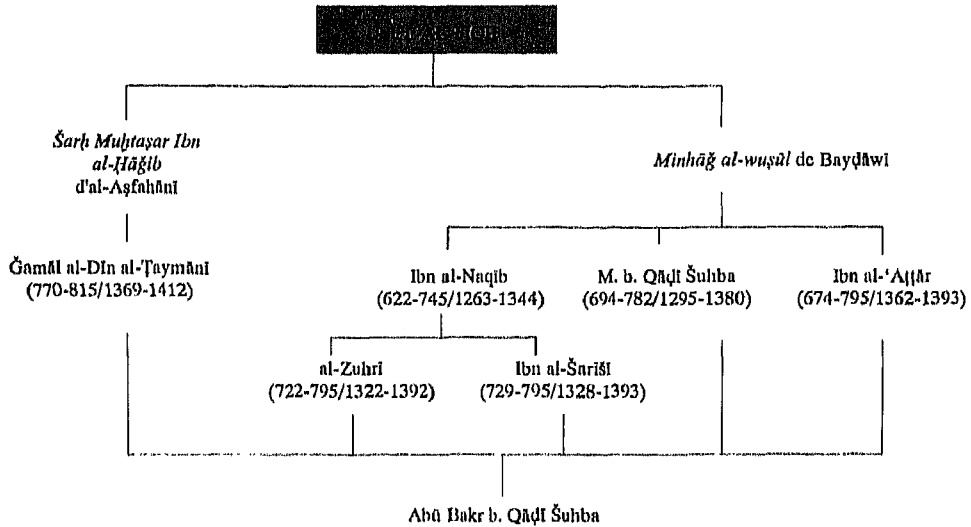 Šarḥ Muḫtaṣar Ibn
al-Ḥāǧib
d'al-Aṣfahānī
Minhāǧ al-wuṣūl de Bayḍāwī
Ǧamāl al-Dīn al-Ṭaymānī
(770-815/1369-1412)
Ibn al-Naqīb
(622-745/1263-1344)
M. b. Qāḍī Šuhba
(694-782/1295-1380)
Ibn al-‘Aṭṭār
(674-795/1362-1393)
al-Zuhrī
(722-795/1322-1392)
Ibn al-Šarīšī
(729-795/1328-1393)
Abū Bakr b. Qāḍī Šuhba